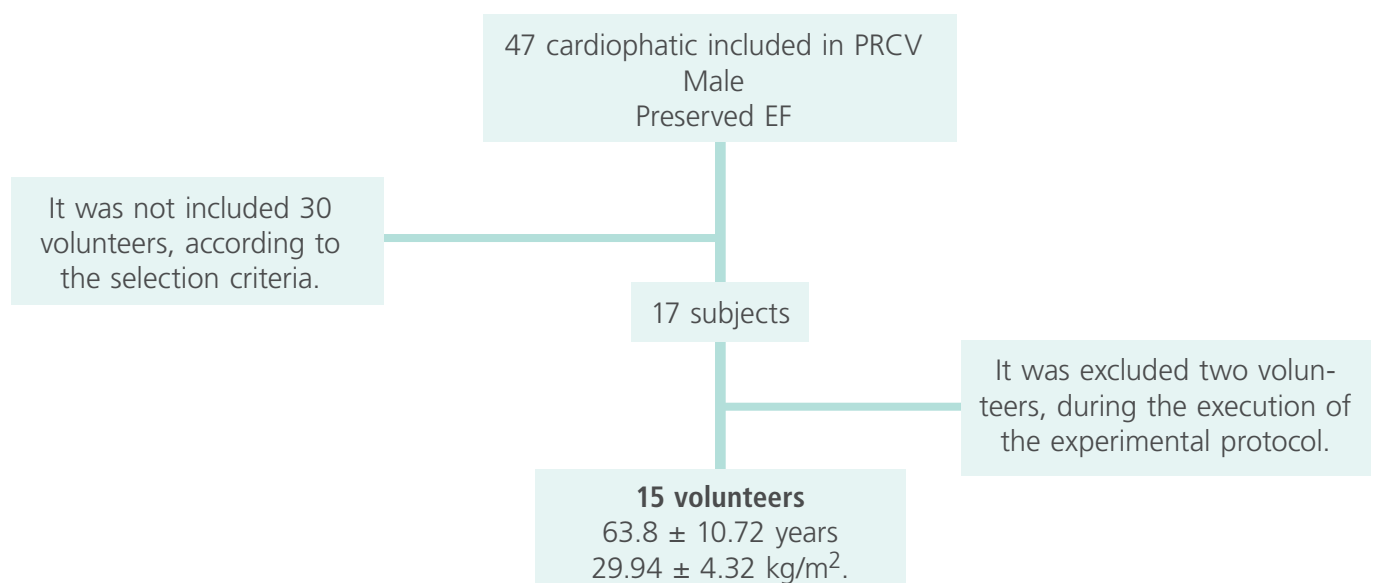 47 cardiophatic included in PRCV
Male
Preserved EF
It was not included 30
volunteers, according to
the selection criteria.
17 subjects
It was excluded two volun-
teers, during the execution of
the experimental protocol.
15 volunteers
63.8 ± 10.72 years
29.94 ± 4.32 kg/m².